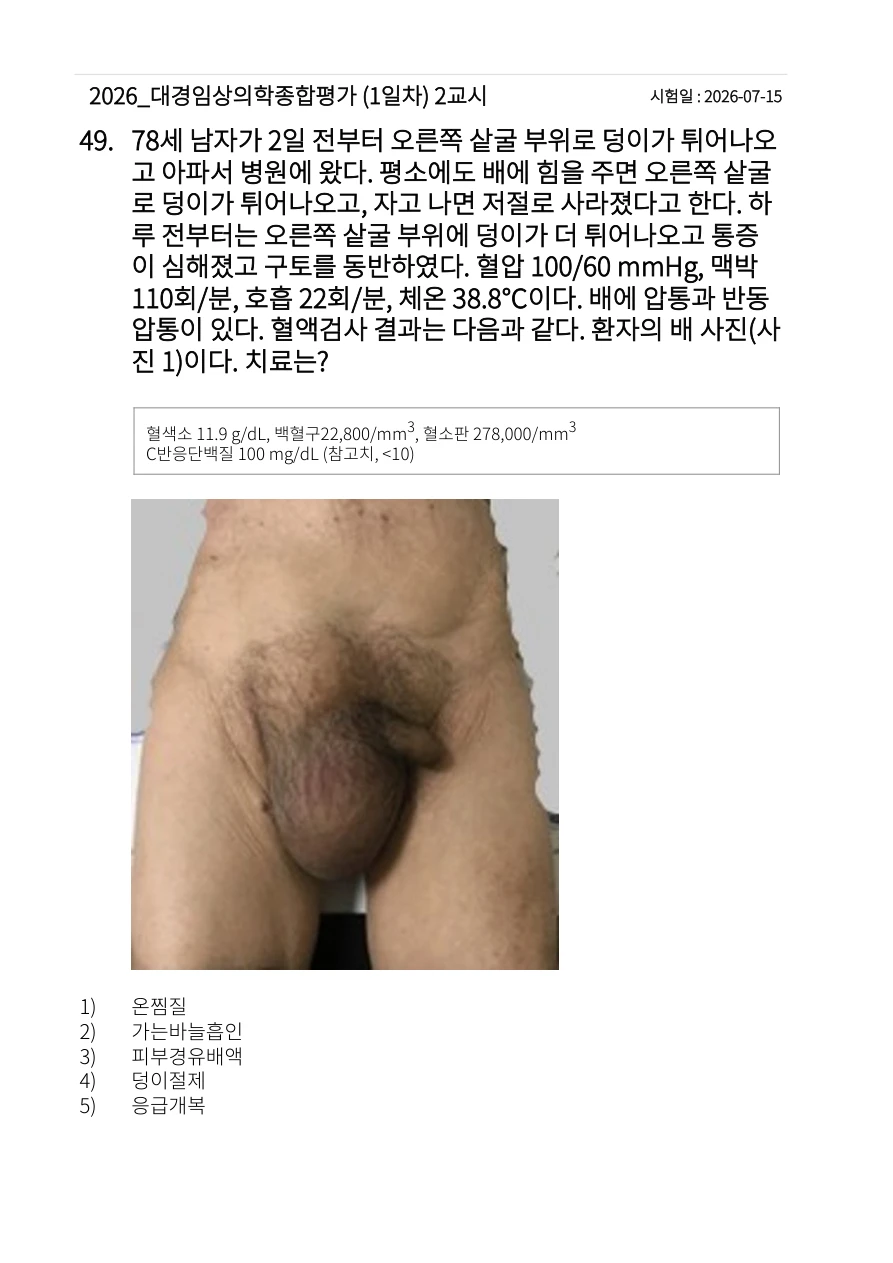 2026_대경임상의학종합평가 (1일차) 2교시
시험일 : 2026-07-15
49. 78세 남자가 2일 전부터 오른쪽 샅굴 부위로 덩이가 튀어나오
고 아파서 병원에 왔다. 평소에도 배에 힘을 주면 오른쪽 샅굴
로 덩이가 튀어나오고, 자고 나면 저절로 사라졌다고 한다. 하
루 전부터는 오른쪽 샅굴 부위에 덩이가 더 튀어나오고 통증
이 심해졌고 구토를 동반하였다. 혈압 100/60 mmHg, 맥박
110회/분, 호흡 22회/분, 체온 38.8℃이다. 배에 압통과 반동
압통이 있다. 혈액검사 결과는 다음과 같다. 환자의 배 사진(사
진 1)이다. 치료는?
혈색소 11.9 g/dL, 백혈구22,800/mm³, 혈소판 278,000/mm³
C반응단백질 100 mg/dL (참고치, <10)
1) 온찜질
2) 가는바늘흡인
3) 피부경유배액
4) 덩이절제
5) 응급개복